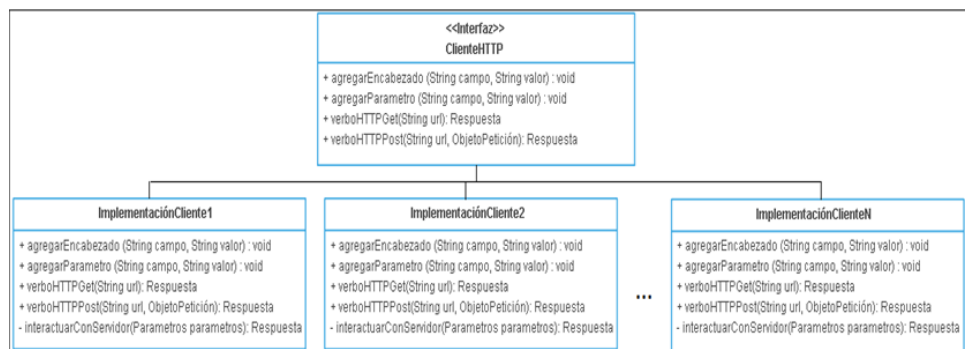 <<Interfaz>>
ClienteHTTP
+ agregarEncabezado (String campo, String valor) : void
+ agregarParametro (String campo, String valor) : void
+ verboHTTPGet(String url): Respuesta
+ verboHTTPPost(String url, ObjetoPetición): Respuesta
ImplementaciónCliente1
+ agregarEncabezado (String campo, String valor) : void
+ agregarParametro (String campo, String valor) : void
+ verboHTTPGet(String url): Respuesta
+ verboHTTPPost(String url, ObjetoPetición): Respuesta
- interactuarConServidor(Parametros parametros): Respuesta
ImplementaciónCliente2
+ agregarEncabezado (String campo, String valor) : void
+ agregarParametro (String campo, String valor) : void
+ verboHTTPGet(String url): Respuesta
+ verboHTTPPost(String url, ObjetoPetición): Respuesta
- interactuarConServidor(Parametros parametros): Respuesta
...
ImplementaciónClienteN
+ agregarEncabezado (String campo, String valor) : void
+ agregarParametro (String campo, String valor) : void
+ verboHTTPGet(String url): Respuesta
+ verboHTTPPost(String url, ObjetoPetición): Respuesta
- interactuarConServidor(Parametros parametros): Respuesta